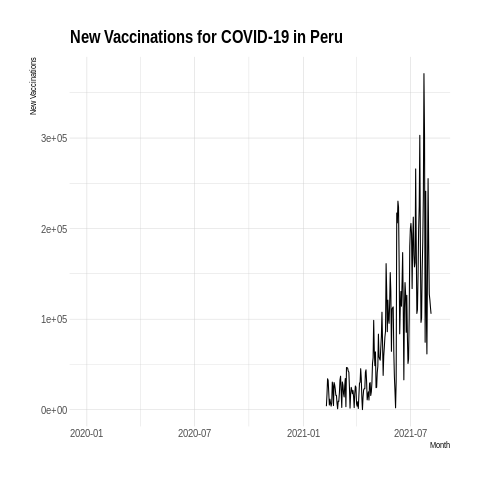 New Vaccinations for COVID-19 in Peru
New Vaccinations
3e+05
2e+05
1e+05
0e+00
2020-01 2020-07 2021-01 2021-07
Month